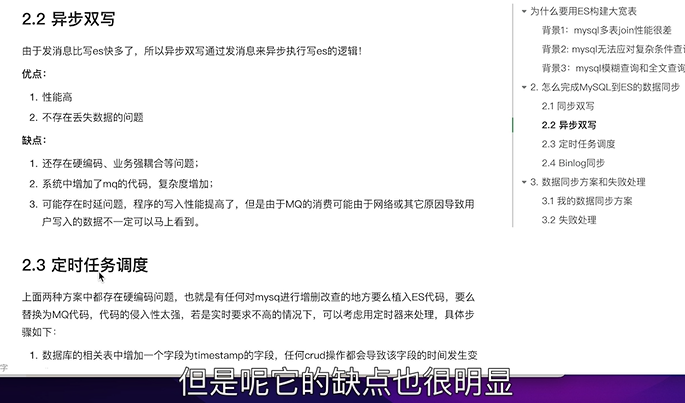 2.2 异步双写
由于发消息比写es快多了，所以异步双写通过发消息来异步执行写es的逻辑！
优点：
1. 性能高
2. 不存在丢失数据的问题
缺点：
1. 还存在硬编码、业务强耦合等问题；
2. 系统中增加了mq的代码，复杂度增加；
3. 可能存在时延问题，程序的写入性能提高了，但是由于MQ的消费可能由于网络或其它原因导致用
户写入的数据不一定可以马上看到。
2.3 定时任务调度
上面两种方案中都存在硬编码问题，也就是有任何对mysq进行增删改查的地方要么植入ES代码，要么
替换为MQ代码，代码的侵入性太强，若是实时要求不高的情况下，可以考虑用定时器来处理，具体步
骤如下：
1. 数据库的相关表中增加一个字段为timestamp的字段，任何crud操作都会导致该字段的时间发生变
字
为什么要用ES构建大宽表
背景1：mysql多表join性能很差
背景2: mysql无法应对复杂条件查
背景3：mysql模糊查询和全文查
2. 怎么完成MySQL到ES的数据同步
2.1 同步双写
2.2 异步双写
2.3 定时任务调度
2.4 Binlog同步
3. 数据同步方案和失败处理
3.1 我的数据同步方案
3.2 失败处理
但是呢它的缺点也很明显